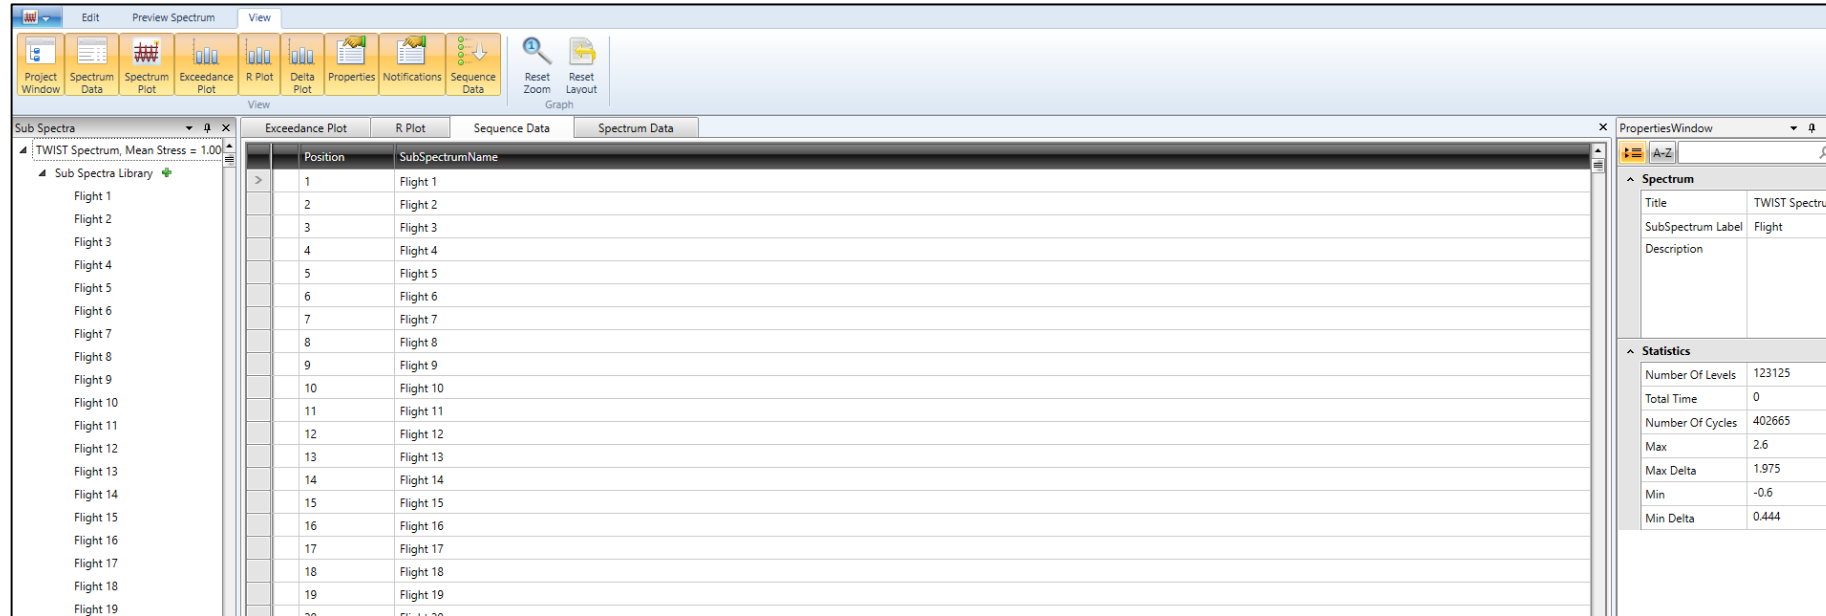 Edit Preview Spectrum View
Project Window
Spectrum Data
Spectrum Plot
Exceedance Plot
R Plot
Delta Plot
Properties
Notifications
Sequence Data
View
Reset Zoom
Reset Layout
Graph
Sub Spectra
TWIST Spectrum, Mean Stress = 1.00
Sub Spectra Library
Flight 1
Flight 2
Flight 3
Flight 4
Flight 5
Flight 6
Flight 7
Flight 8
Flight 9
Flight 10
Flight 11
Flight 12
Flight 13
Flight 14
Flight 15
Flight 16
Flight 17
Flight 18
Flight 19
Exceedance Plot R Plot Sequence Data Spectrum Data
Position SubSpectrumName
1 Flight 1
2 Flight 2
3 Flight 3
4 Flight 4
5 Flight 5
6 Flight 6
7 Flight 7
8 Flight 8
9 Flight 9
10 Flight 10
11 Flight 11
12 Flight 12
13 Flight 13
14 Flight 14
15 Flight 15
16 Flight 16
17 Flight 17
18 Flight 18
19 Flight 19
PropertiesWindow
A-Z
Spectrum
Title TWIST Spectru
SubSpectrum Label Flight
Description
Statistics
Number Of Levels 123125
Total Time 0
Number Of Cycles 402665
Max 2.6
Max Delta 1.975
Min -0.6
Min Delta 0.444